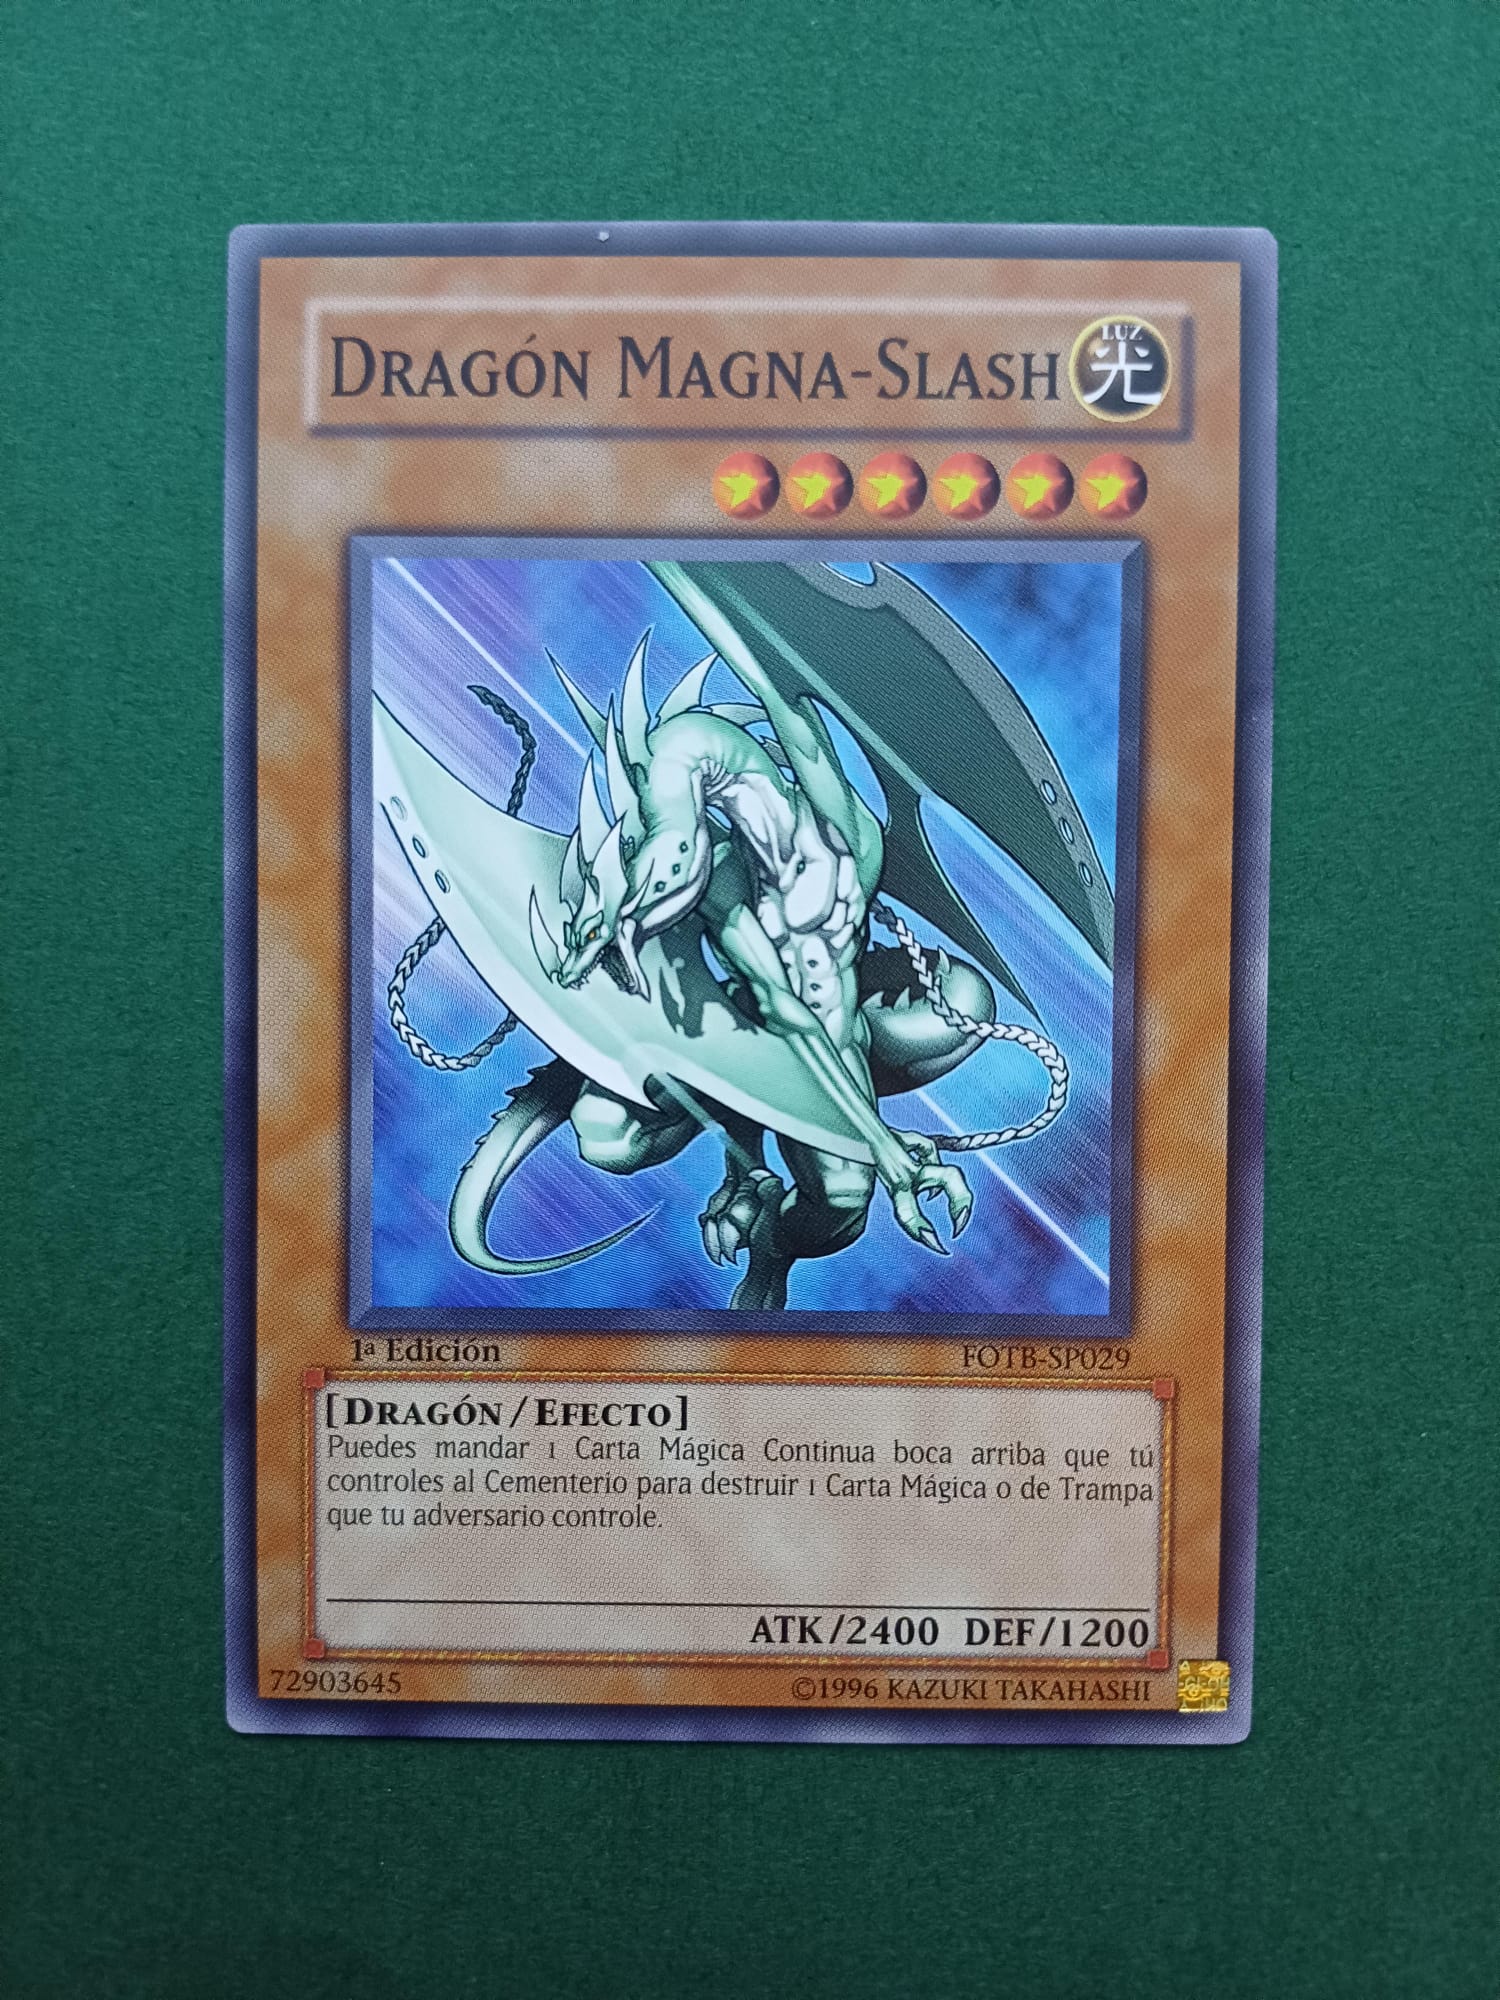 DRAGÓN MAGNA-SLASH
LUZ
光
1ª Edición
FOTB-SP029
[DRAGÓN/EFECTO]
Puedes mandar 1 Carta Mágica Continua boca arriba que tú
controles al Cementerio para destruir 1 Carta Mágica o de Trampa
que tu adversario controle.
ATK/2400 DEF/1200
72903645
©1996 KAZUKI TAKAHASHI